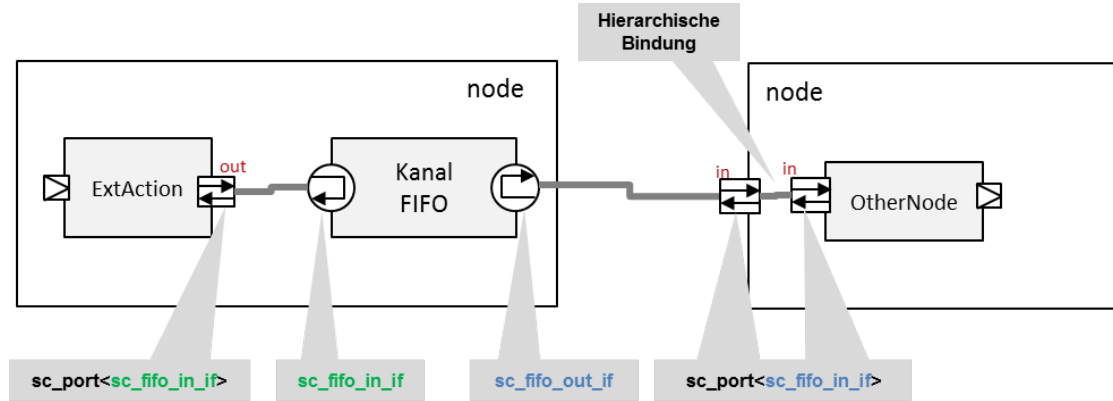 Hierarchische
Bindung
node
node
out
ExtAction
Kanal
FIFO
in
in
OtherNode
sc_port<sc_fifo_in_if>
sc_fifo_in_if
sc_fifo_out_if
sc_port<sc_fifo_in_if>